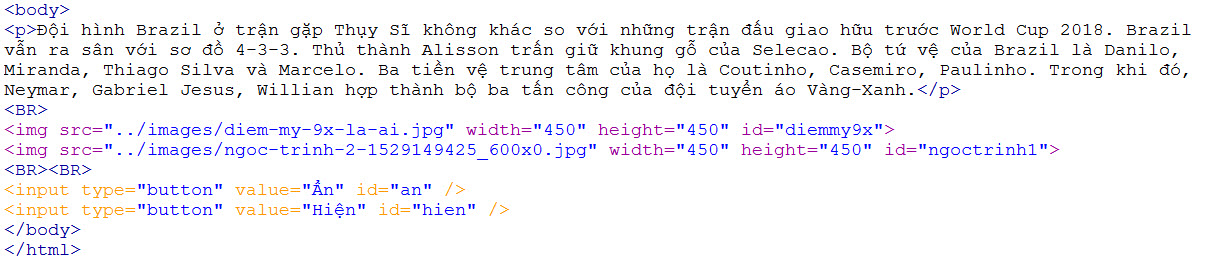 <body>
<p>Đội hình Brazil ở trận gặp Thụy Sĩ không khác so với những trận đấu giao hữu trước World Cup 2018. Brazil
vẫn ra sân với sơ đồ 4-3-3. Thủ thành Alisson trấn giữ khung gỗ của Selecao. Bộ tứ vệ của Brazil là Danilo,
Miranda, Thiago Silva và Marcelo. Ba tiền vệ trung tâm của họ là Coutinho, Casemiro, Paulinho. Trong khi đó,
Neymar, Gabriel Jesus, Willian hợp thành bộ ba tấn công của đội tuyển áo Vàng-Xanh.</p>
<BR>
<img src="../images/diem-my-9x-la-ai.jpg" width="450" height="450" id="diemmy9x">
<img src="../images/ngoc-trinh-2-1529149425_600x0.jpg" width="450" height="450" id="ngoctrinh1">
<BR><BR>
<input type="button" value="Ẩn" id="an" />
<input type="button" value="Hiện" id="hien" />
</body>
</html>